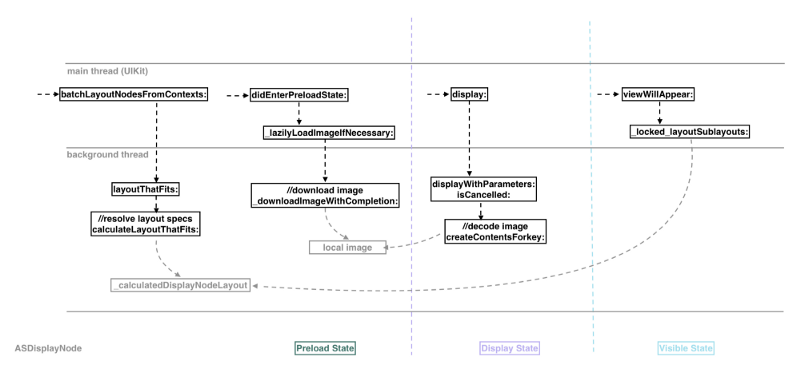 main thread (UIKit)
batchLayoutNodesFromContexts:
didEnterPreloadState:
display:
viewWillAppear:
_lazilyLoadImageIfNecessary:
_locked_layoutSublayouts:
background thread
layoutThatFits:
//download image
_downloadImageWithCompletion:
displayWithParameters:
isCancelled:
//resolve layout specs
calculateLayoutThatFits:
//decode image
createContentsForkey:
local image
_calculatedDisplayNodeLayout
ASDisplayNode
Preload State
Display State
Visible State